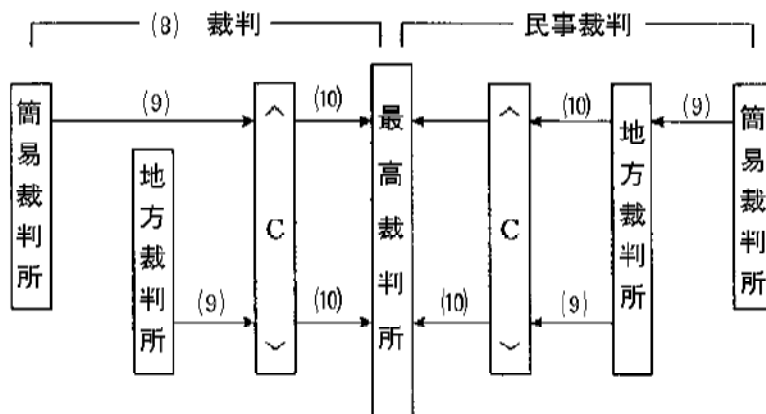 (8) 裁判
民事裁判
簡易裁判所
(9)
地方裁判所
(9)
〈 C 〉
(10)
(10)
最高裁判所
(10)
〈 C 〉
(10)
(9)
地方裁判所
(9)
簡易裁判所